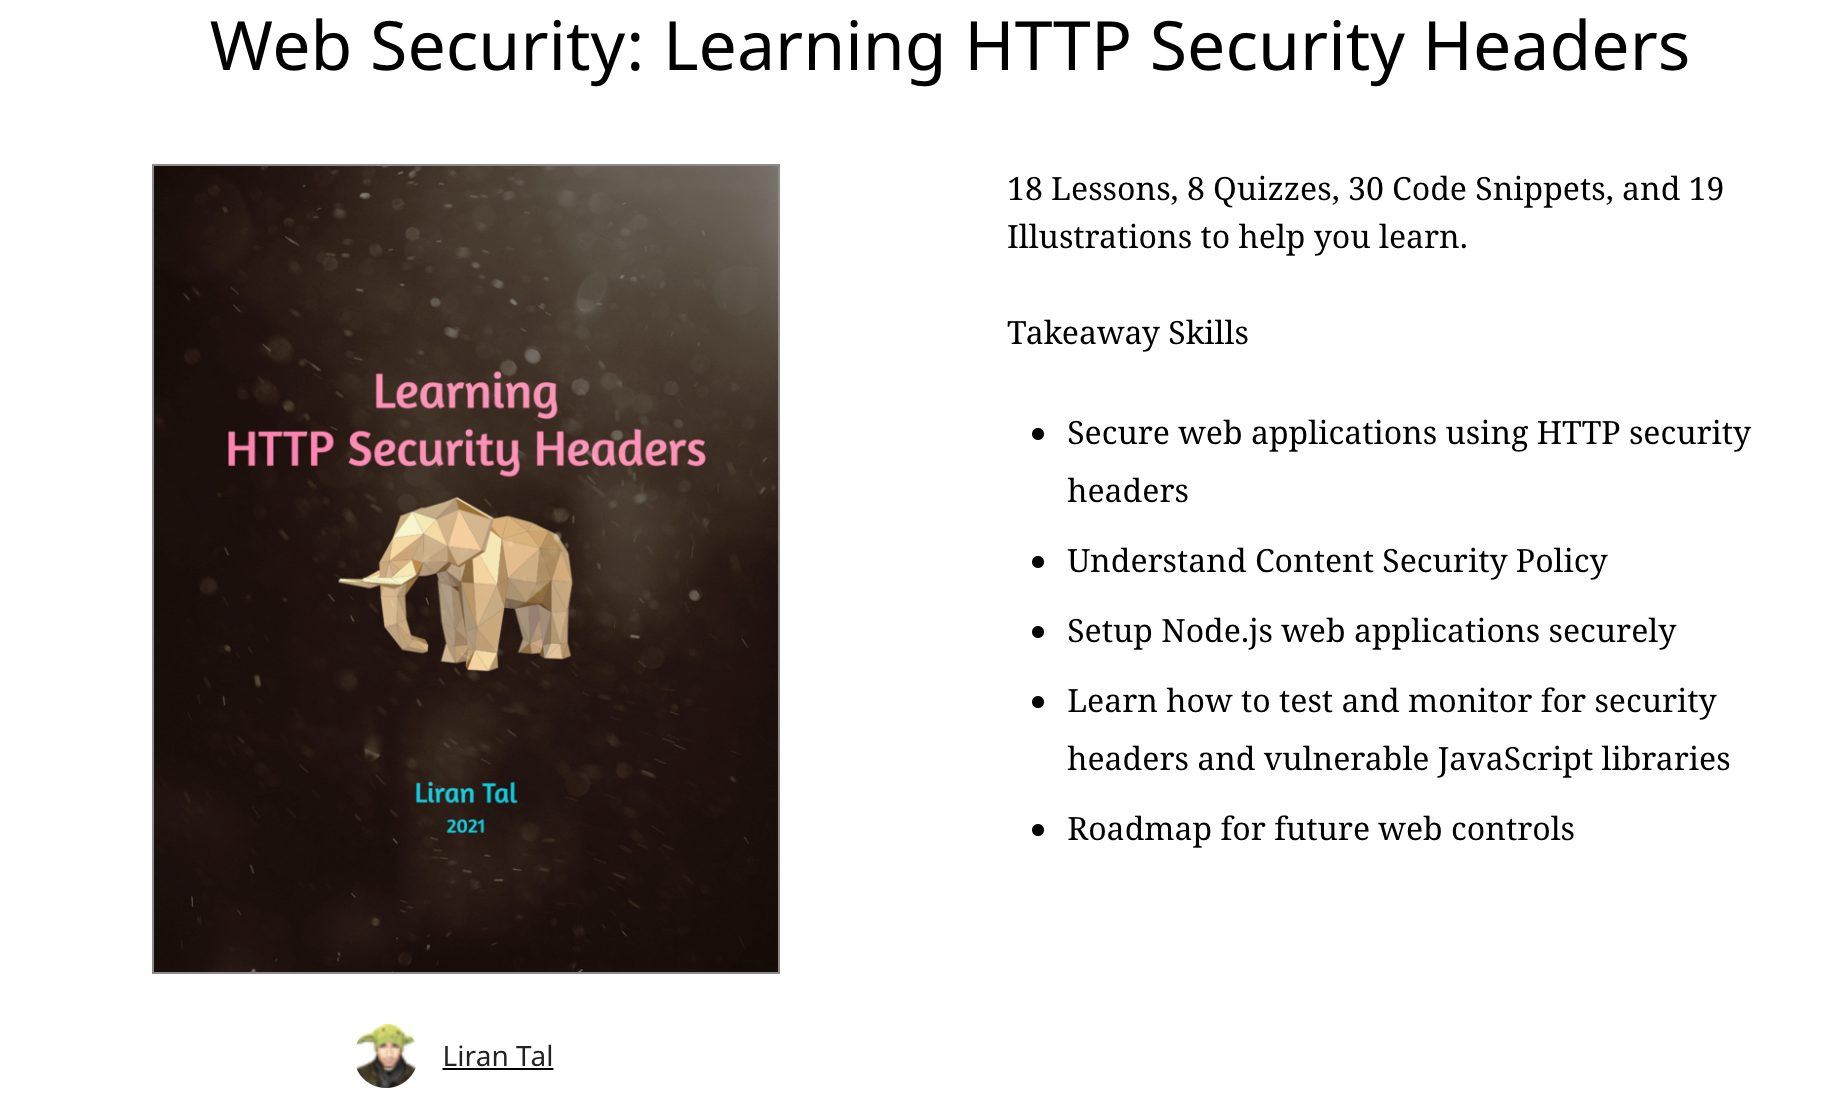 Web Security: Learning HTTP Security Headers
Learning
HTTP Security Headers
Liran Tal
2021
Liran Tal
18 Lessons, 8 Quizzes, 30 Code Snippets, and 19
Illustrations to help you learn.
Takeaway Skills
Secure web applications using HTTP security
headers
Understand Content Security Policy
Setup Node.js web applications securely
Learn how to test and monitor for security
headers and vulnerable JavaScript libraries
Roadmap for future web controls